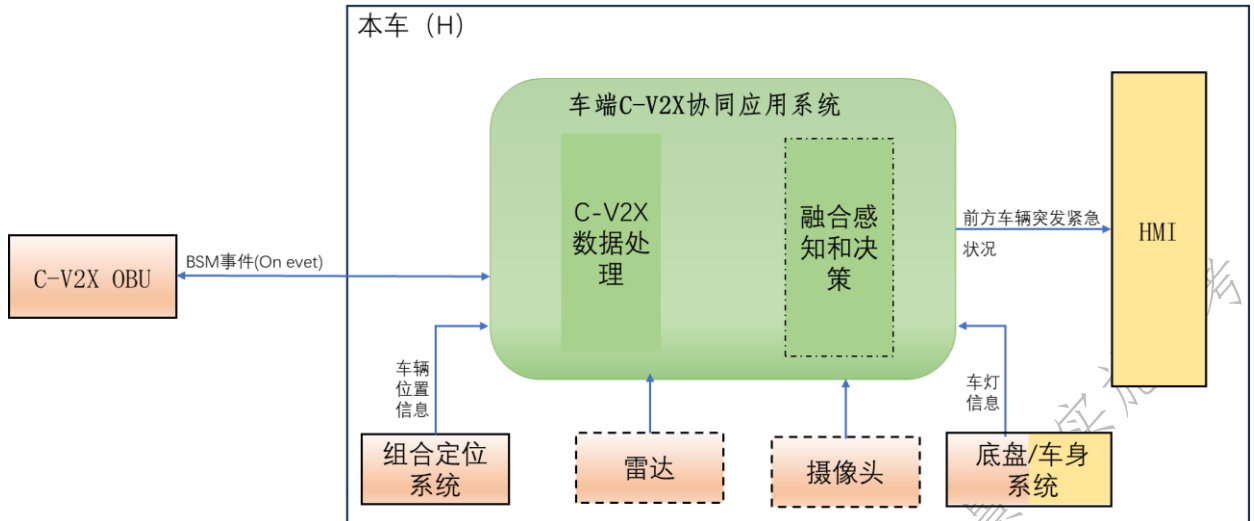 本车（H）
车端C-V2X协同应用系统
C-V2X
数据处
理
融合感
知和决
策
前方车辆突发紧急
状况
HMI
C-V2X OBU
BSM事件(On evet)
车辆
位置
信息
车灯
信息
组合定位
系统
雷达
摄像头
底盘/车身
系统
实施
考